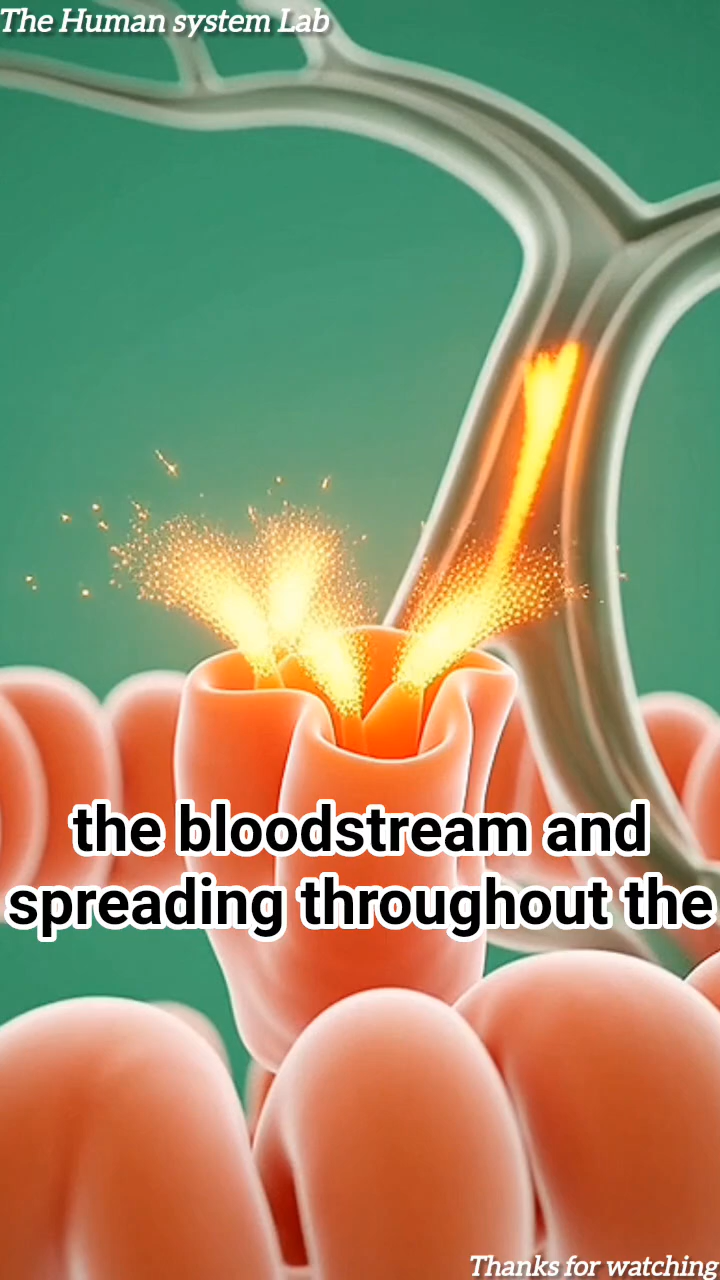 The Human system Lab
the bloodstream and
spreading throughout the
Thanks for watching